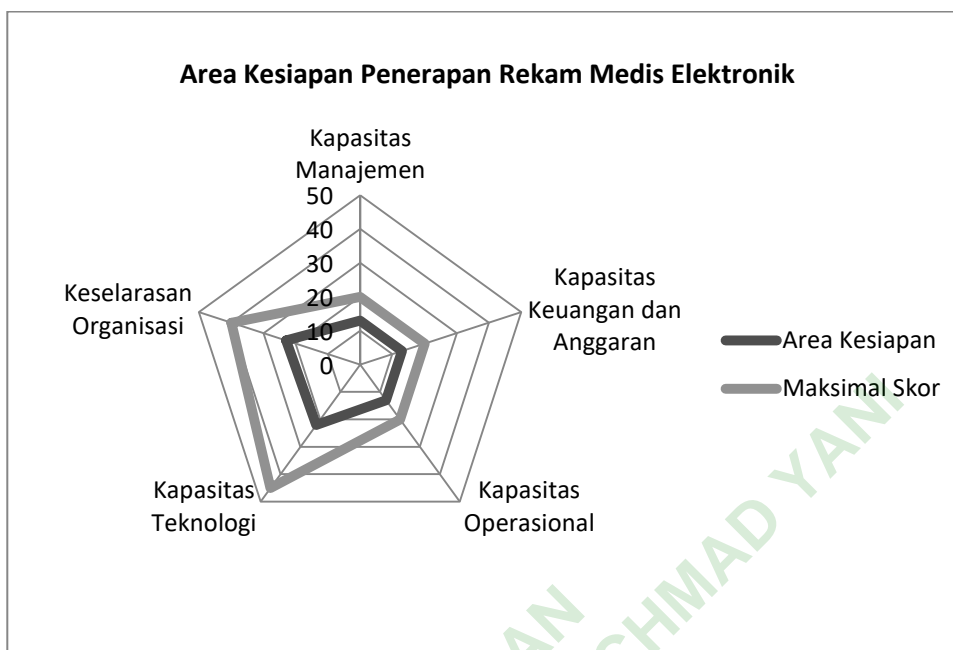 Area Kesiapan Penerapan Rekam Medis Elektronik
Kapasitas
Manajemen
50
40
30
20
10
0
Kapasitas
Keuangan dan
Anggaran
Kapasitas
Operasional
Kapasitas
Teknologi
Keselarasan
Organisasi
Area Kesiapan
Maksimal Skor
YANI